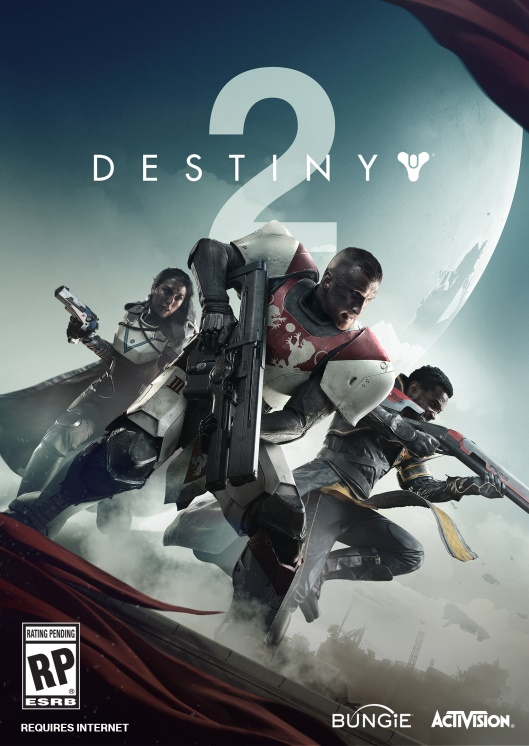 2
DESTINY
RATING PENDING
RP
ESRB
REQUIRES INTERNET
BUNGiE
ACTIVISION.